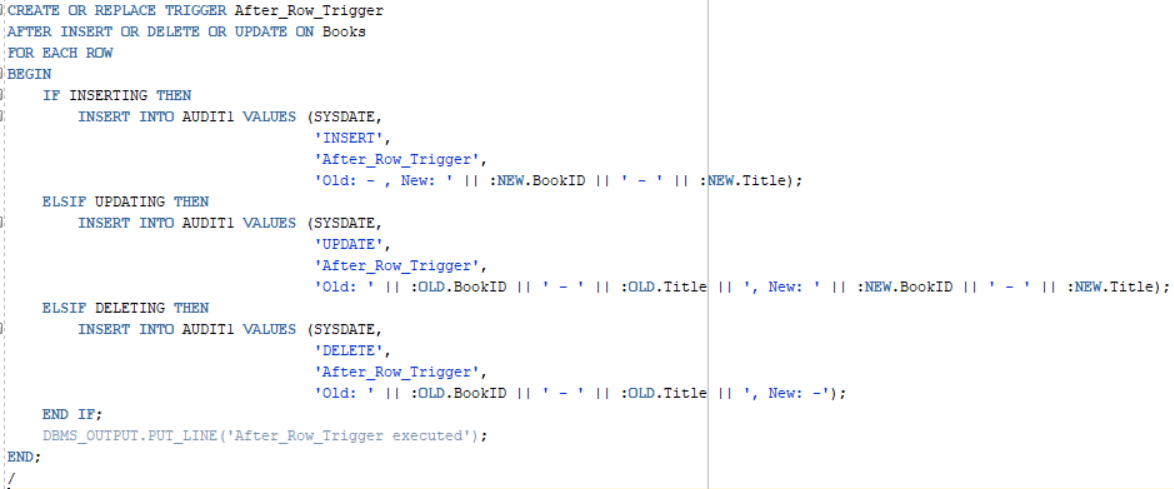 CREATE OR REPLACE TRIGGER After_Row_Trigger
AFTER INSERT OR DELETE OR UPDATE ON Books
FOR EACH ROW
BEGIN
    IF INSERTING THEN
        INSERT INTO AUDIT1 VALUES (SYSDATE,
                                   'INSERT',
                                   'After_Row_Trigger',
                                   'Old: - , New: ' || :NEW.BookID || ' - ' || :NEW.Title);
    ELSIF UPDATING THEN
        INSERT INTO AUDIT1 VALUES (SYSDATE,
                                   'UPDATE',
                                   'After_Row_Trigger',
                                   'Old: ' || :OLD.BookID || ' - ' || :OLD.Title || ', New: ' || :NEW.BookID || ' - ' || :NEW.Title);
    ELSIF DELETING THEN
        INSERT INTO AUDIT1 VALUES (SYSDATE,
                                   'DELETE',
                                   'After_Row_Trigger',
                                   'Old: ' || :OLD.BookID || ' - ' || :OLD.Title || ', New: -');
    END IF;
    DBMS_OUTPUT.PUT_LINE('After_Row_Trigger executed');
END;
/